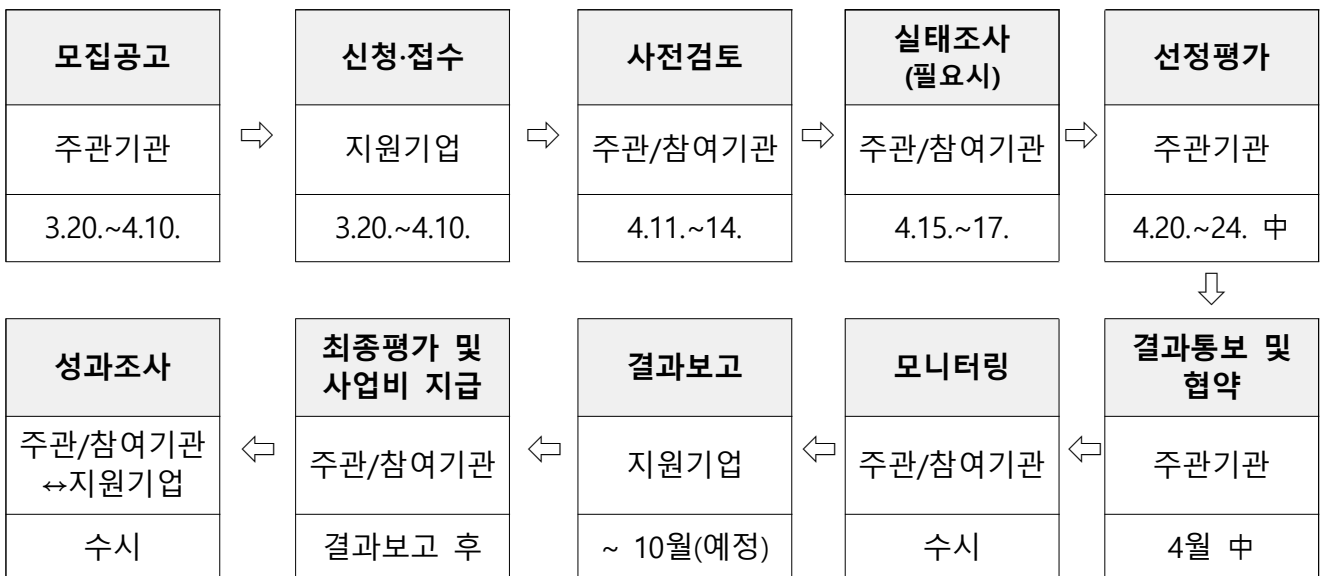 모집공고
주관기관
3.20.~4.10.
⇨
신청·접수
지원기업
3.20.~4.10.
⇨
사전검토
주관/참여기관
4.11.~14.
⇨
실태조사
(필요시)
주관/참여기관
4.15.~17.
⇨
선정평가
주관기관
4.20.~24. 中
⇩
결과통보 및
협약
주관기관
4월 中
⇦
모니터링
주관/참여기관
수시
⇦
결과보고
지원기업
~ 10월(예정)
⇦
최종평가 및
사업비 지급
주관/참여기관
결과보고 후
⇦
성과조사
주관/참여기관
↔지원기업
수시